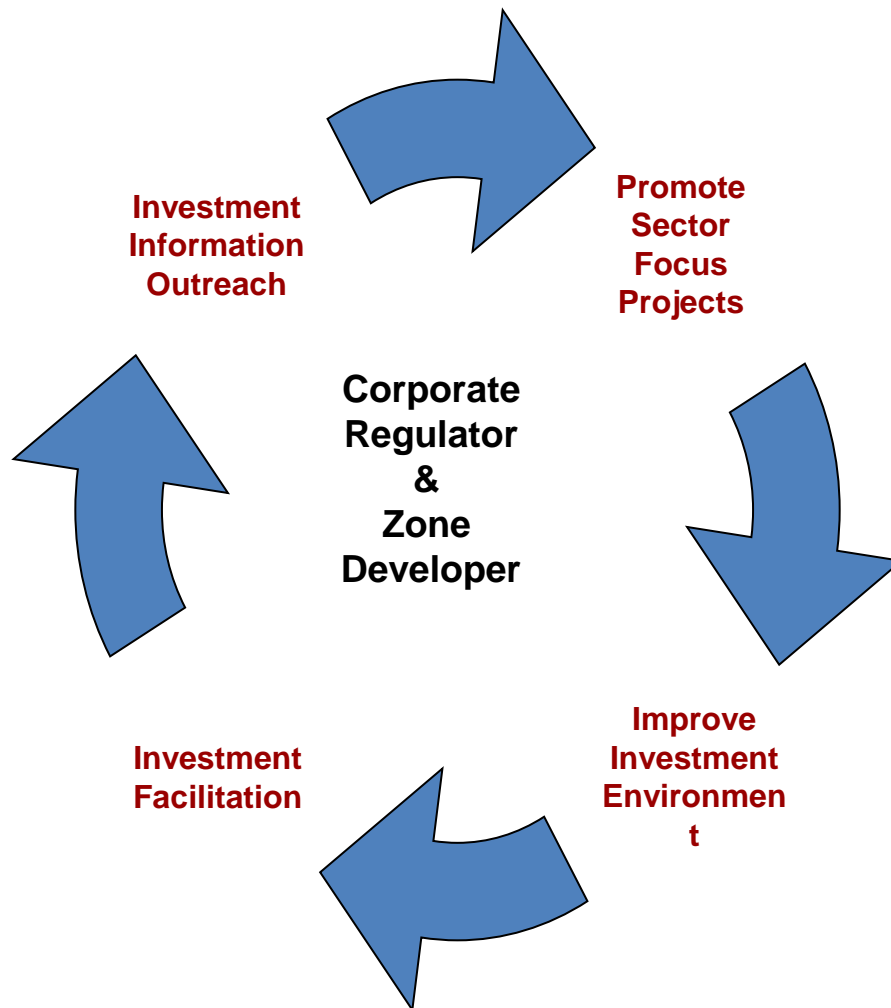 Investment
Information
Outreach
Promote
Sector
Focus
Projects
Corporate
Regulator
&
Zone
Developer
Investment
Facilitation
Improve
Investment
Environmen
t